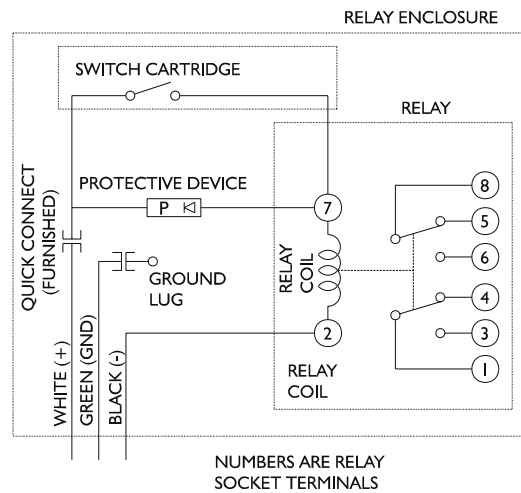 RELAY ENCLOSURE
SWITCH CARTRIDGE
RELAY
PROTECTIVE DEVICE
P
7
8
5
6
4
3
1
2
QUICK CONNECT
(FURNISHED)
GROUND
LUG
RELAY
COIL
RELAY
COIL
WHITE (+)
GREEN (GND)
BLACK (-)
NUMBERS ARE RELAY
SOCKET TERMINALS